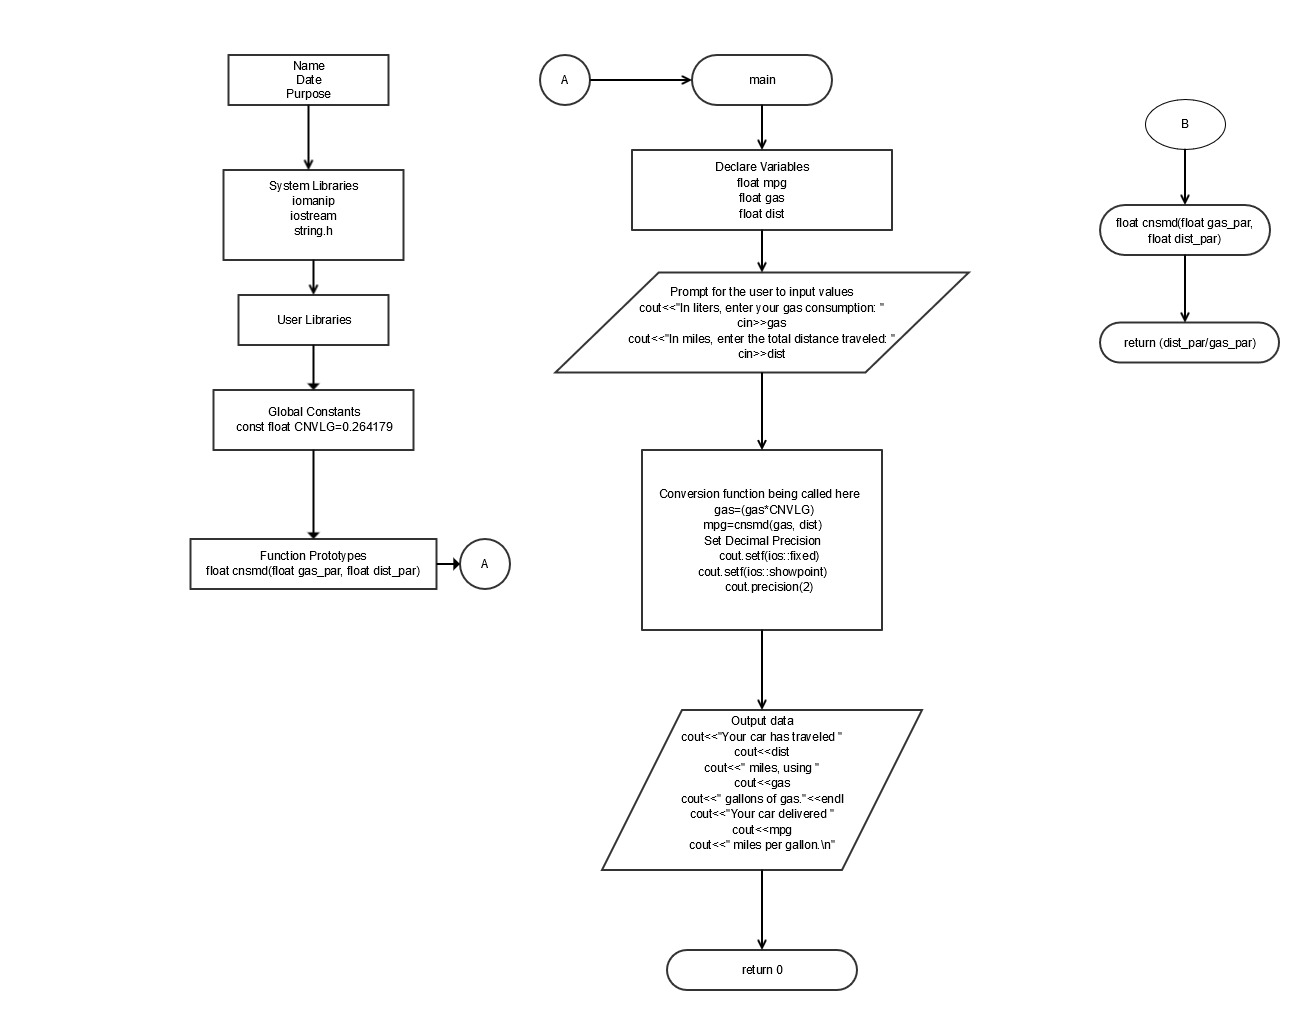 Name
Date
Purpose
System Libraries
iomanip
iostream
string.h
User Libraries
Global Constants
const float CNVLG=0.264179
Function Prototypes
float cnsmd(float gas_par, float dist_par)
A
A
main
Declare Variables
float mpg
float gas
float dist
Prompt for the user to input values
cout<<"In liters, enter your gas consumption: "
cin>>gas
cout<<"In miles, enter the total distance traveled: "
cin>>dist
Conversion function being called here
gas=(gas*CNVLG)
mpg=cnsmd(gas, dist)
Set Decimal Precision
cout.setf(ios::fixed)
cout.setf(ios::showpoint)
cout.precision(2)
Output data
cout<<"Your car has traveled "
cout<<dist
cout<<" miles, using "
cout<<gas
cout<<" gallons of gas."<<endl
cout<<"Your car delivered "
cout<<mpg
cout<<" miles per gallon.\n"
return 0
B
float cnsmd(float gas_par,
float dist_par)
return (dist_par/gas_par)